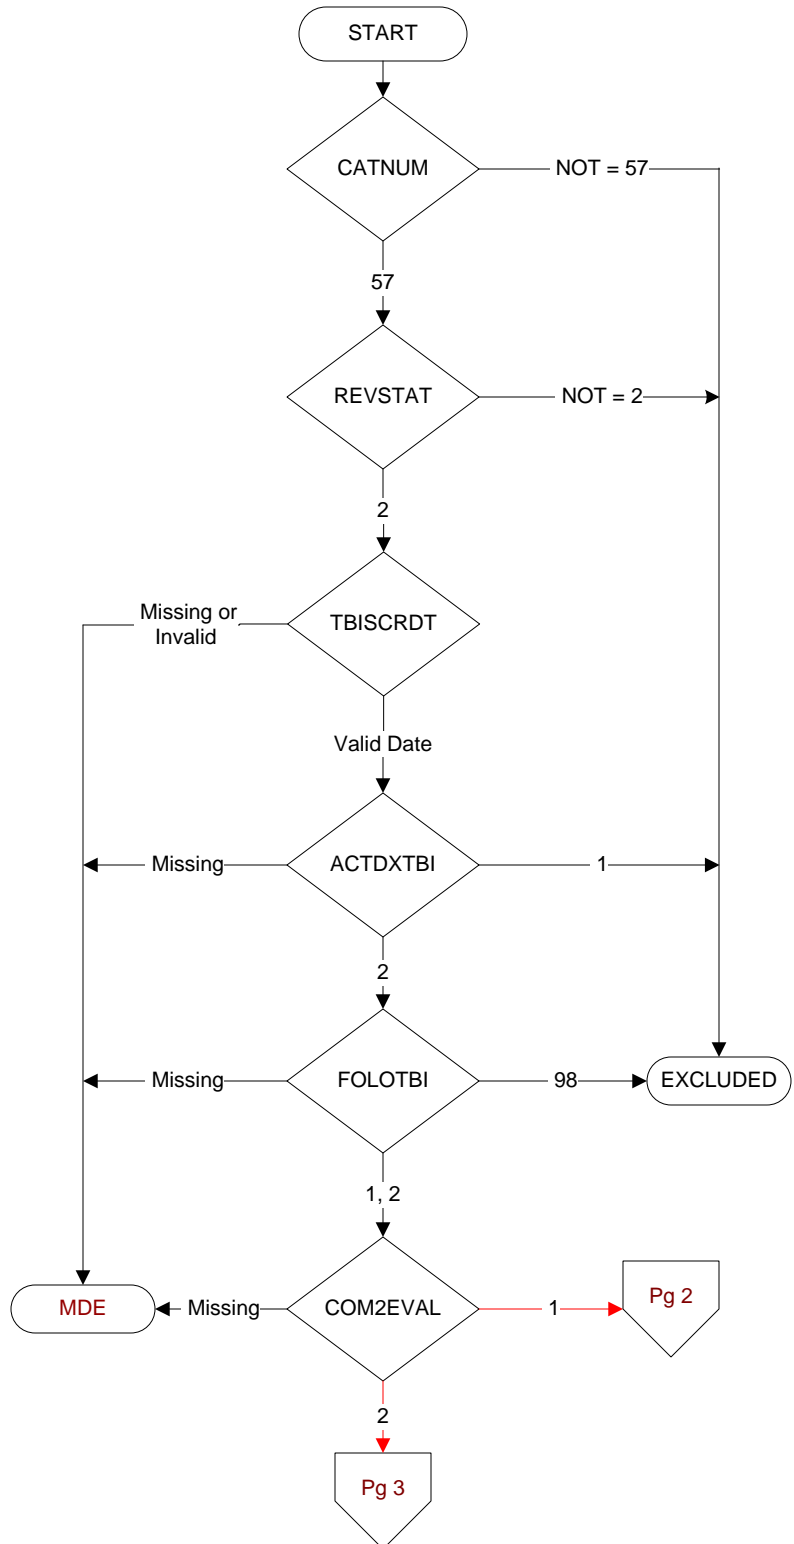 START
CATNUM
NOT = 57
57
REVSTAT
NOT = 2
2
Missing or
Invalid
TBISCRDT
Valid Date
Missing
ACTDXTBI
1
2
Missing
FOLOTBI
98
EXCLUDED
1, 2
MDE
Missing
COM2EVAL
1
Pg 2
2
Pg 3